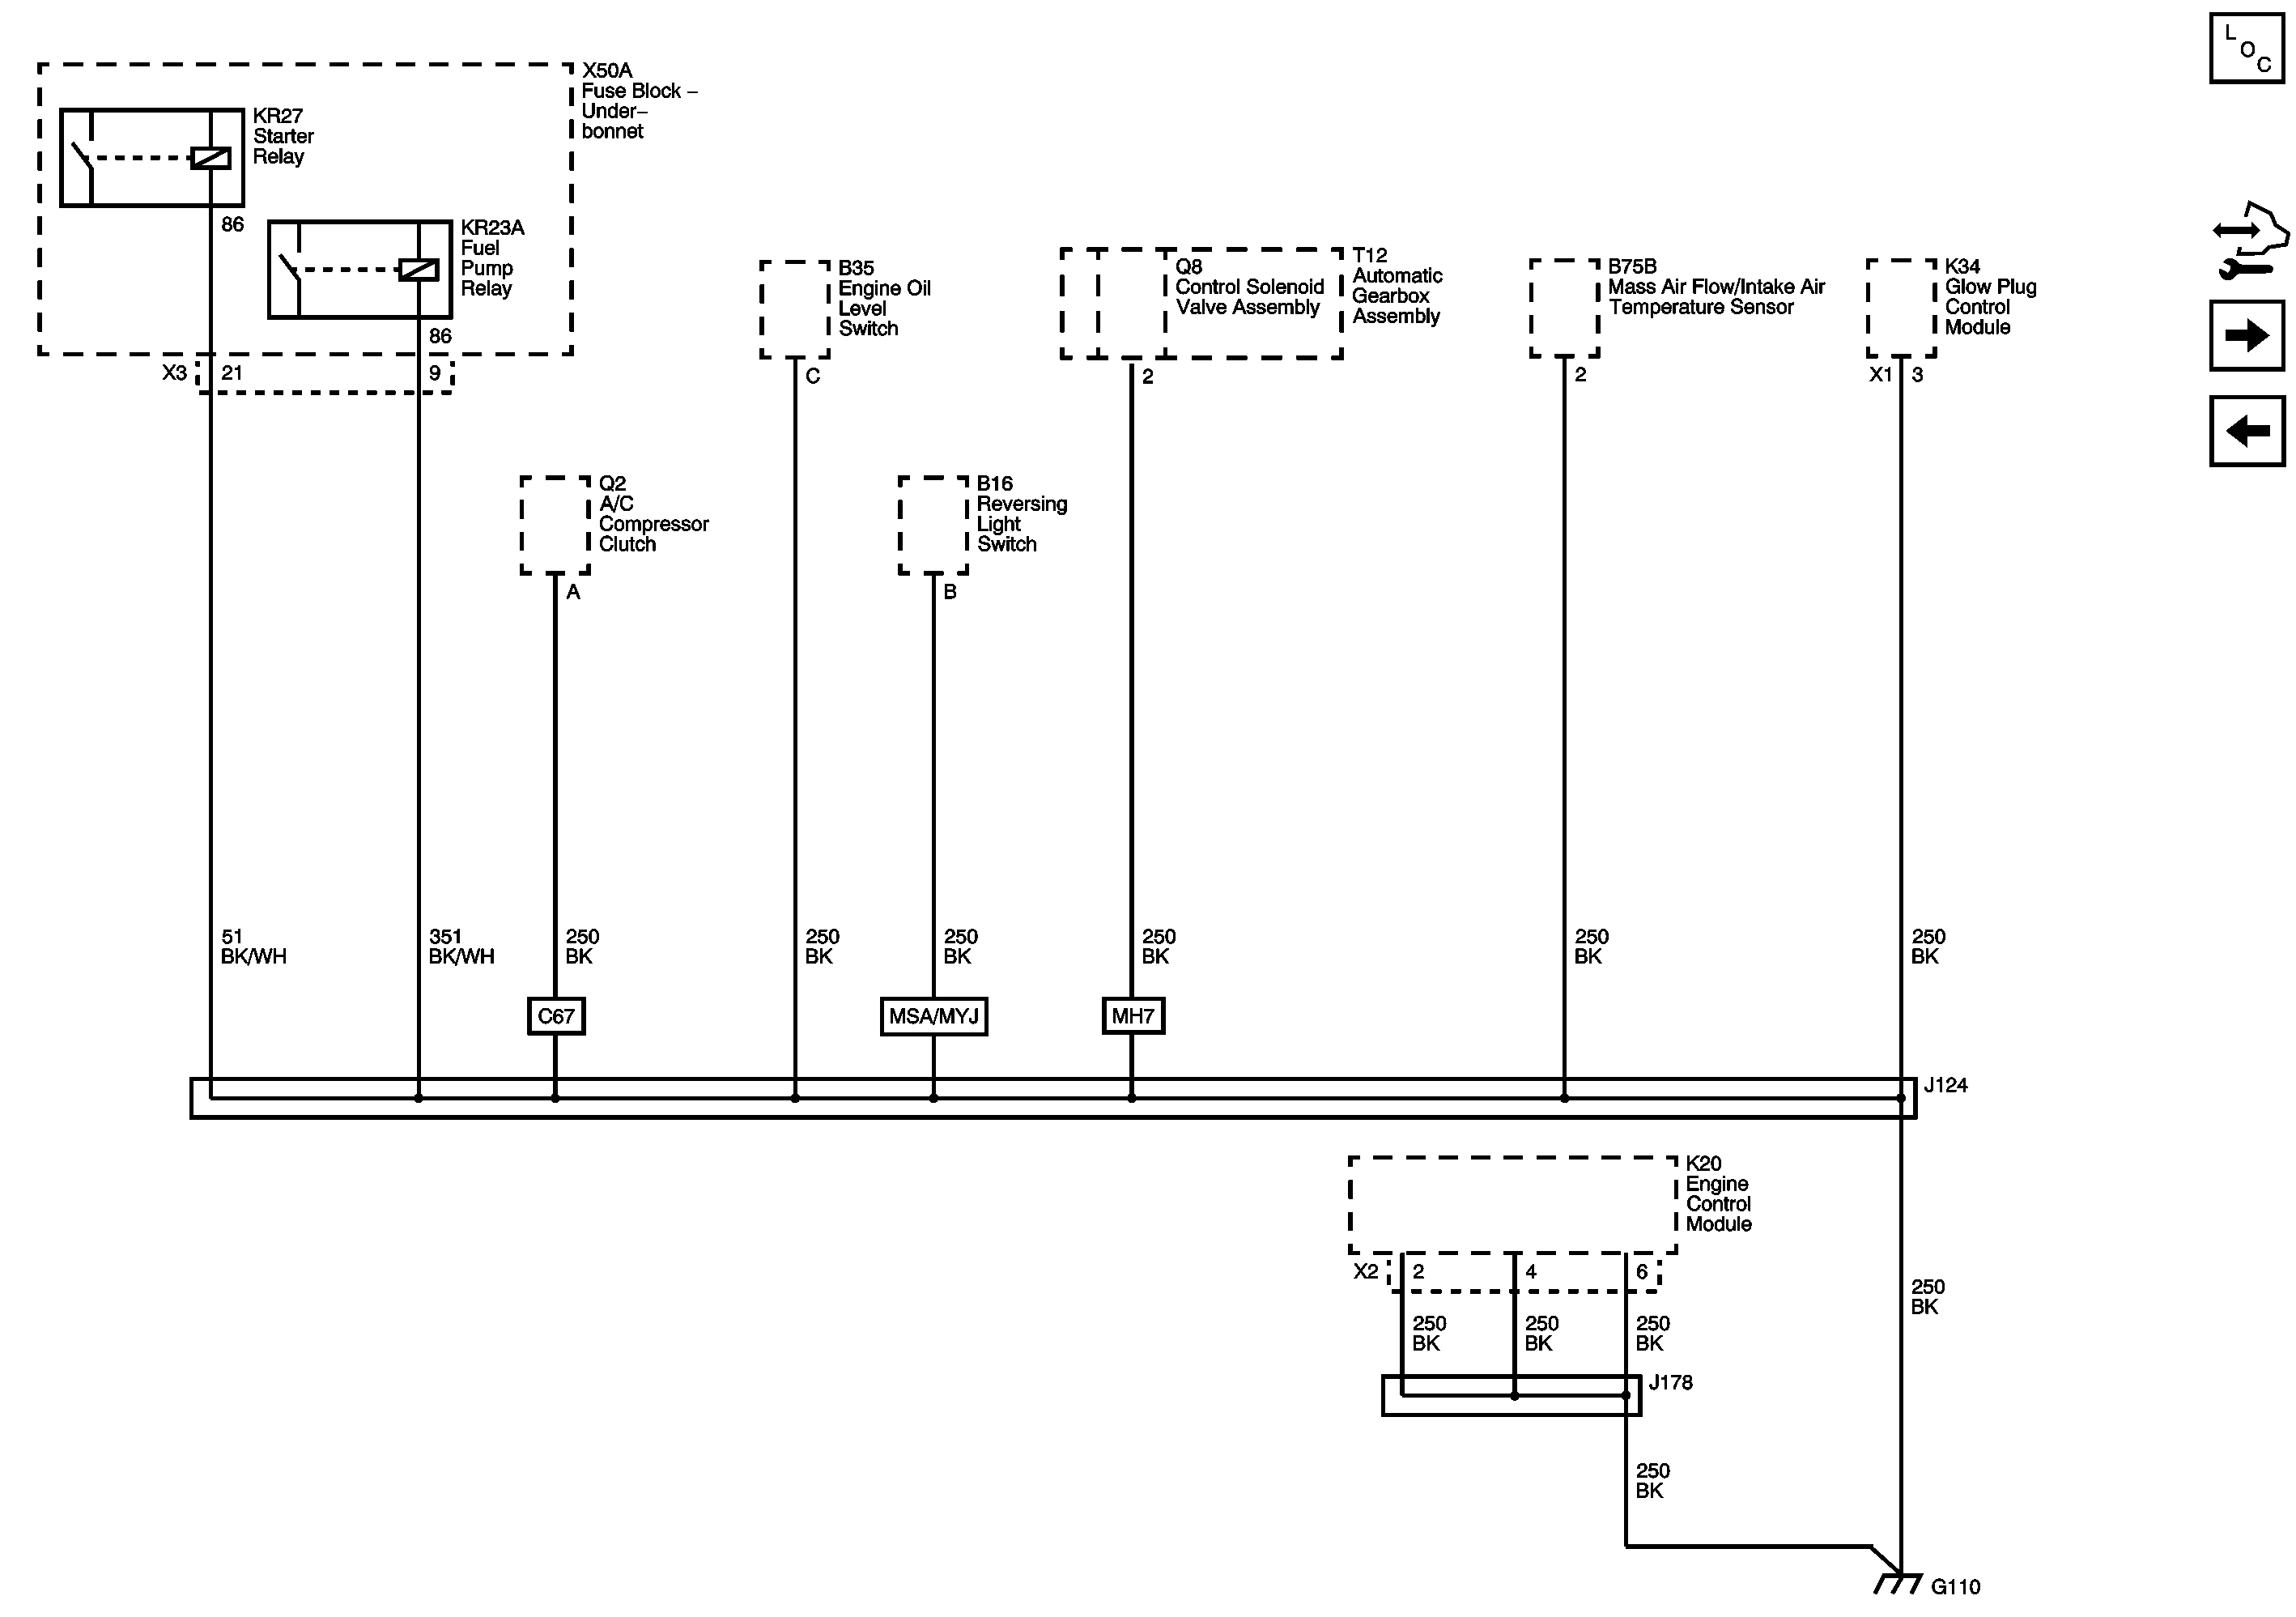 L
O
C
X50A
Fuse Block –
Under–
bonnet
KR27
Starter
Relay
86
KR23A
Fuel
Pump
Relay
86
X3
21
9
B35
Engine Oil
Level
Switch
C
Q8
Control Solenoid
Valve Assembly
T12
Automatic
Gearbox
Assembly
2
B75B
Mass Air Flow/Intake Air
Temperature Sensor
2
K34
Glow Plug
Control
Module
X1
3
Q2
A/C
Compressor
Clutch
A
B16
Reversing
Light
Switch
B
51
BK/WH
351
BK/WH
250
BK
250
BK
250
BK
250
BK
250
BK
250
BK
C67
MSA/MYJ
MH7
J124
K20
Engine
Control
Module
X2
2
4
6
250
BK
250
BK
250
BK
250
BK
J178
250
BK
G110